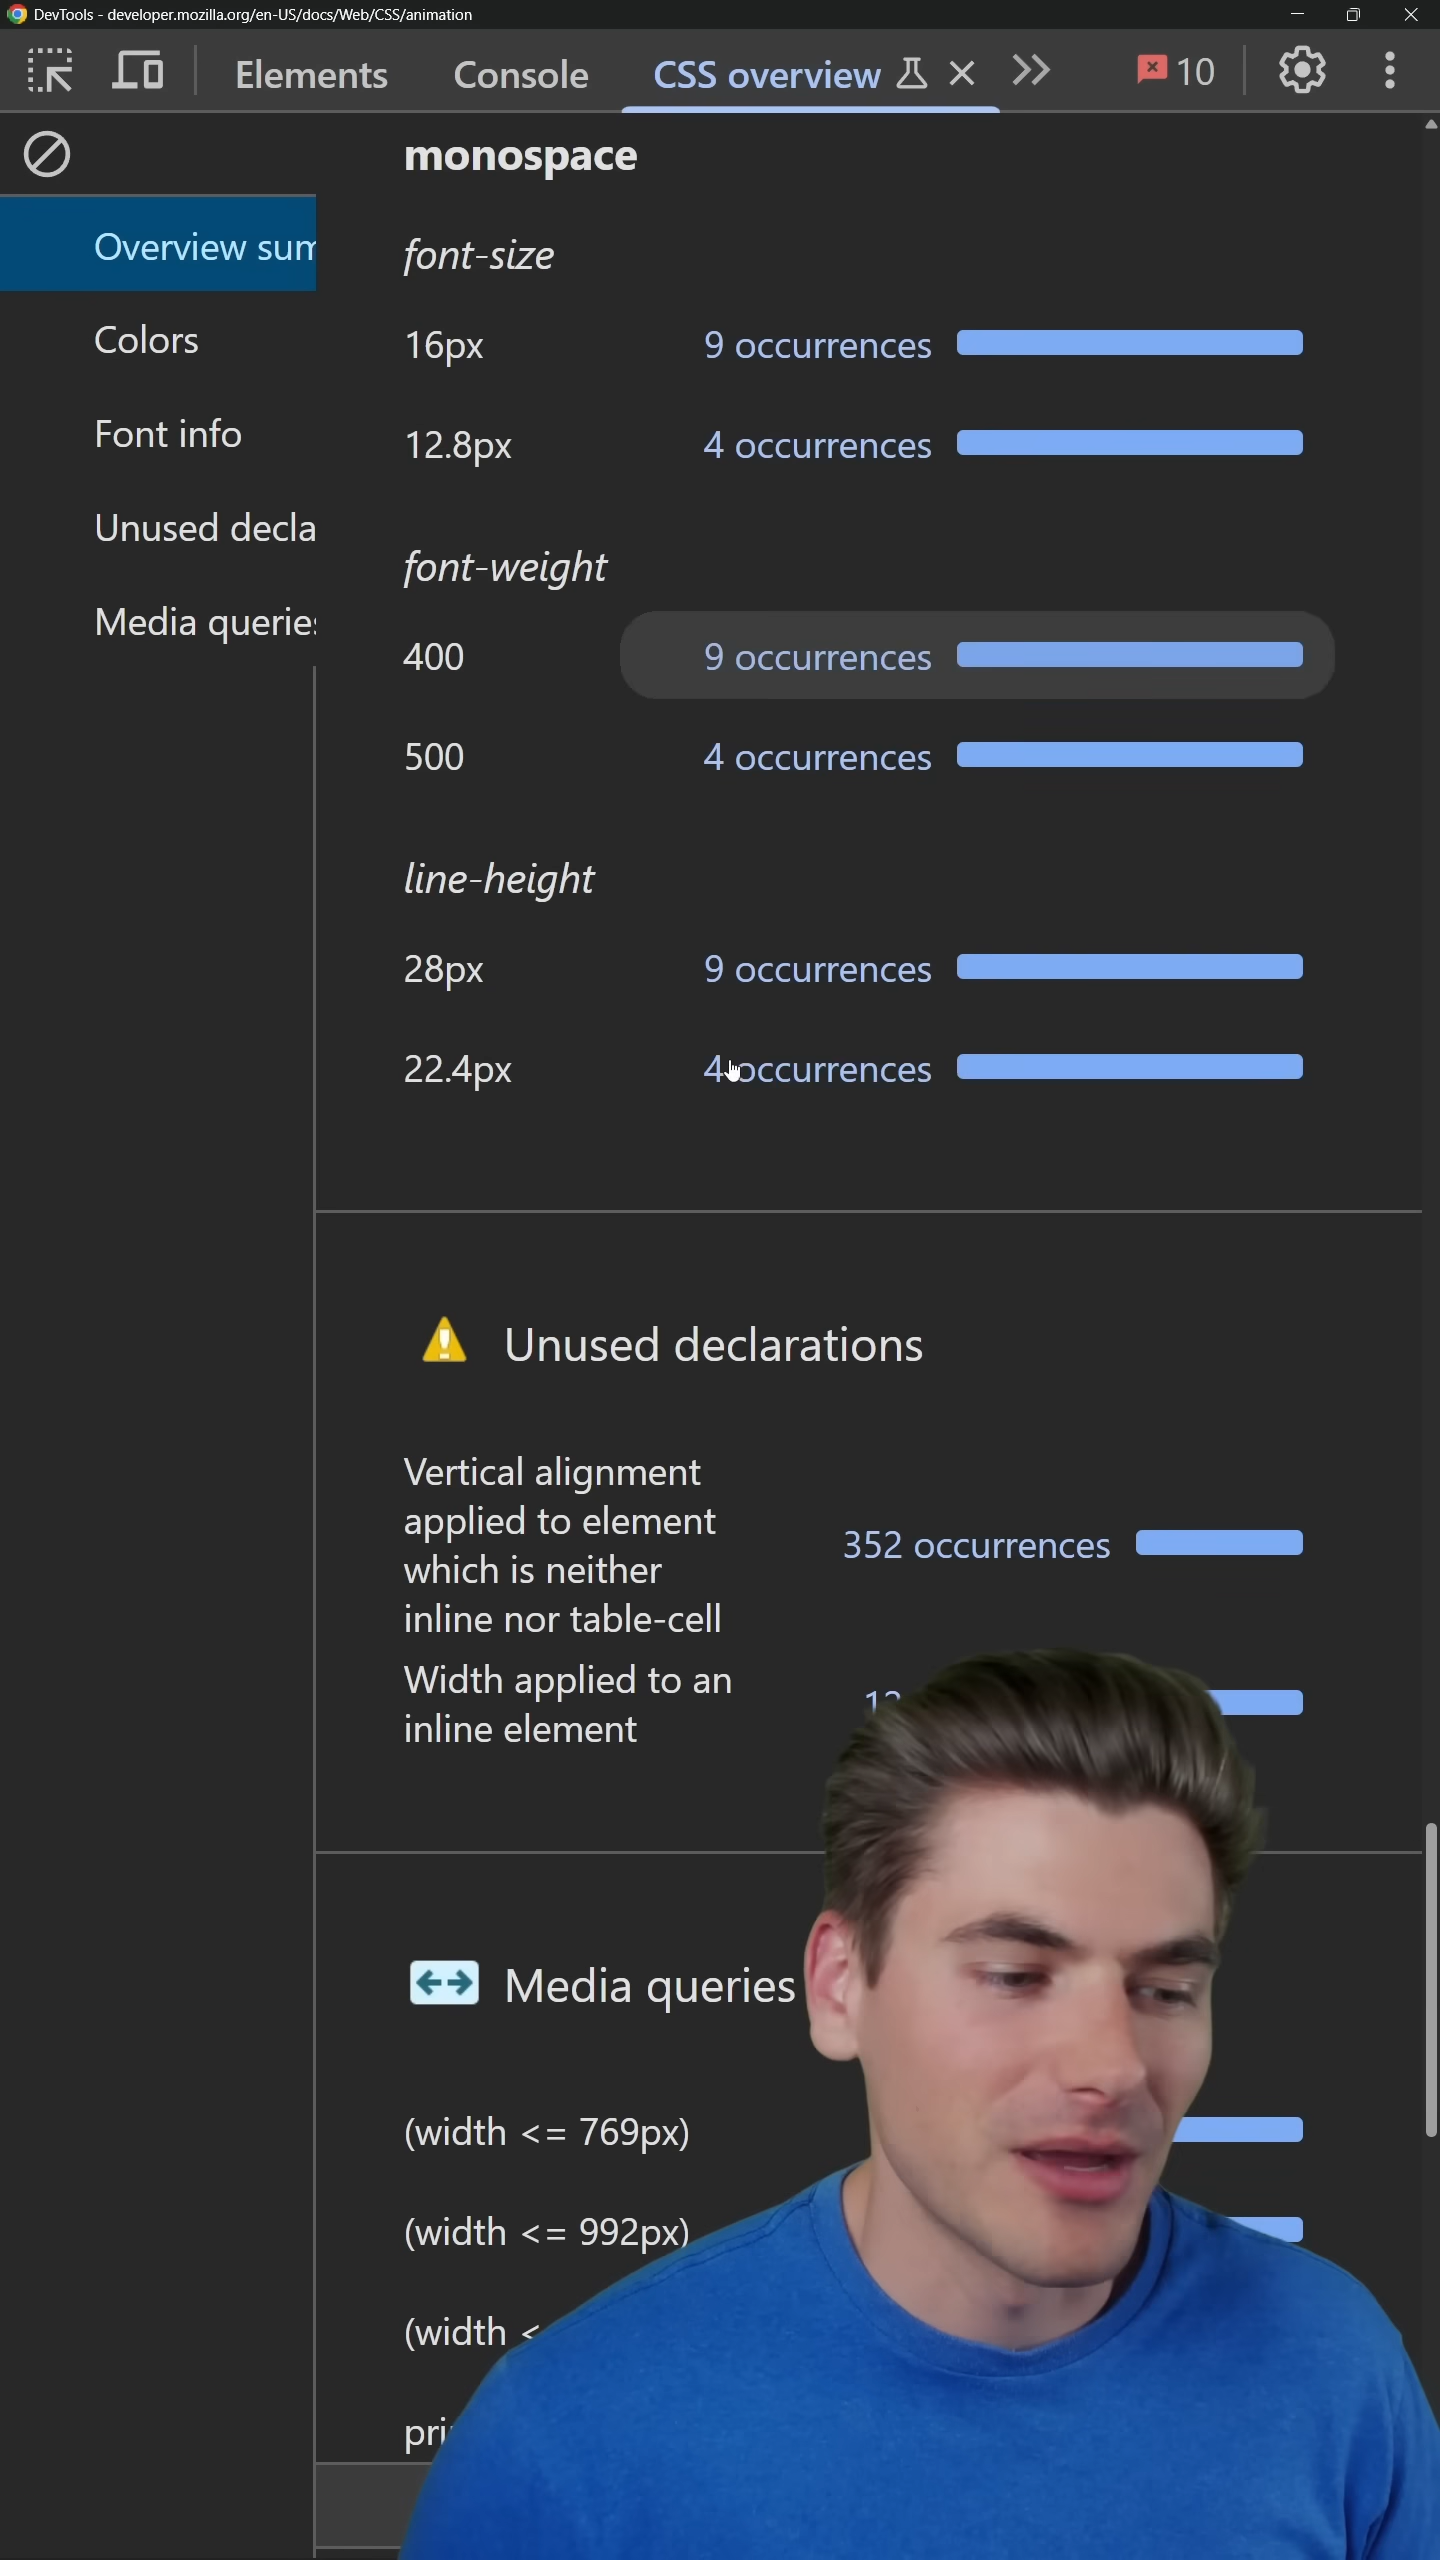 DevTools - developer.mozilla.org/en-US/docs/Web/CSS/animation
Elements
Console
CSS overview
10
Overview sum
Colors
Font info
Unused decla
Media queries
monospace
font-size
16px 9 occurrences
12.8px 4 occurrences
font-weight
400 9 occurrences
500 4 occurrences
line-height
28px 9 occurrences
22.4px 4 occurrences
Unused declarations
Vertical alignment
applied to element
which is neither
inline nor table-cell
352 occurrences
Width applied to an
inline element
Media queries
(width <= 769px)
(width <= 992px)
(width <